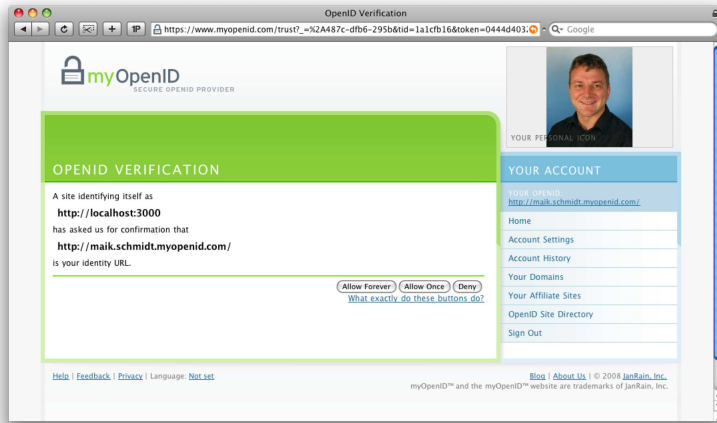 OpenID Verification
1P
https://www.myopenid.com/trust?_=%2A487c-dfb6-295b&tid=1a1cfb16&token=0444d403
Google
myOpenID
SECURE OPENID PROVIDER
YOUR PERSONAL ICON
OPENID VERIFICATION
A site identifying itself as
http://localhost:3000
has asked us for confirmation that
http://maik.schmidt.myopenid.com/
is your identity URL.
Allow Forever Allow Once Deny
What exactly do these buttons do?
YOUR ACCOUNT
YOUR OPENID:
http://maik.schmidt.myopenid.com/
Home
Account Settings
Account History
Your Domains
Your Affiliate Sites
OpenID Site Directory
Sign Out
Help | Feedback | Privacy | Language: Not set
Blog | About Us | © 2008 JanRain, Inc.
myOpenID™ and the myOpenID™ website are trademarks of JanRain, Inc.